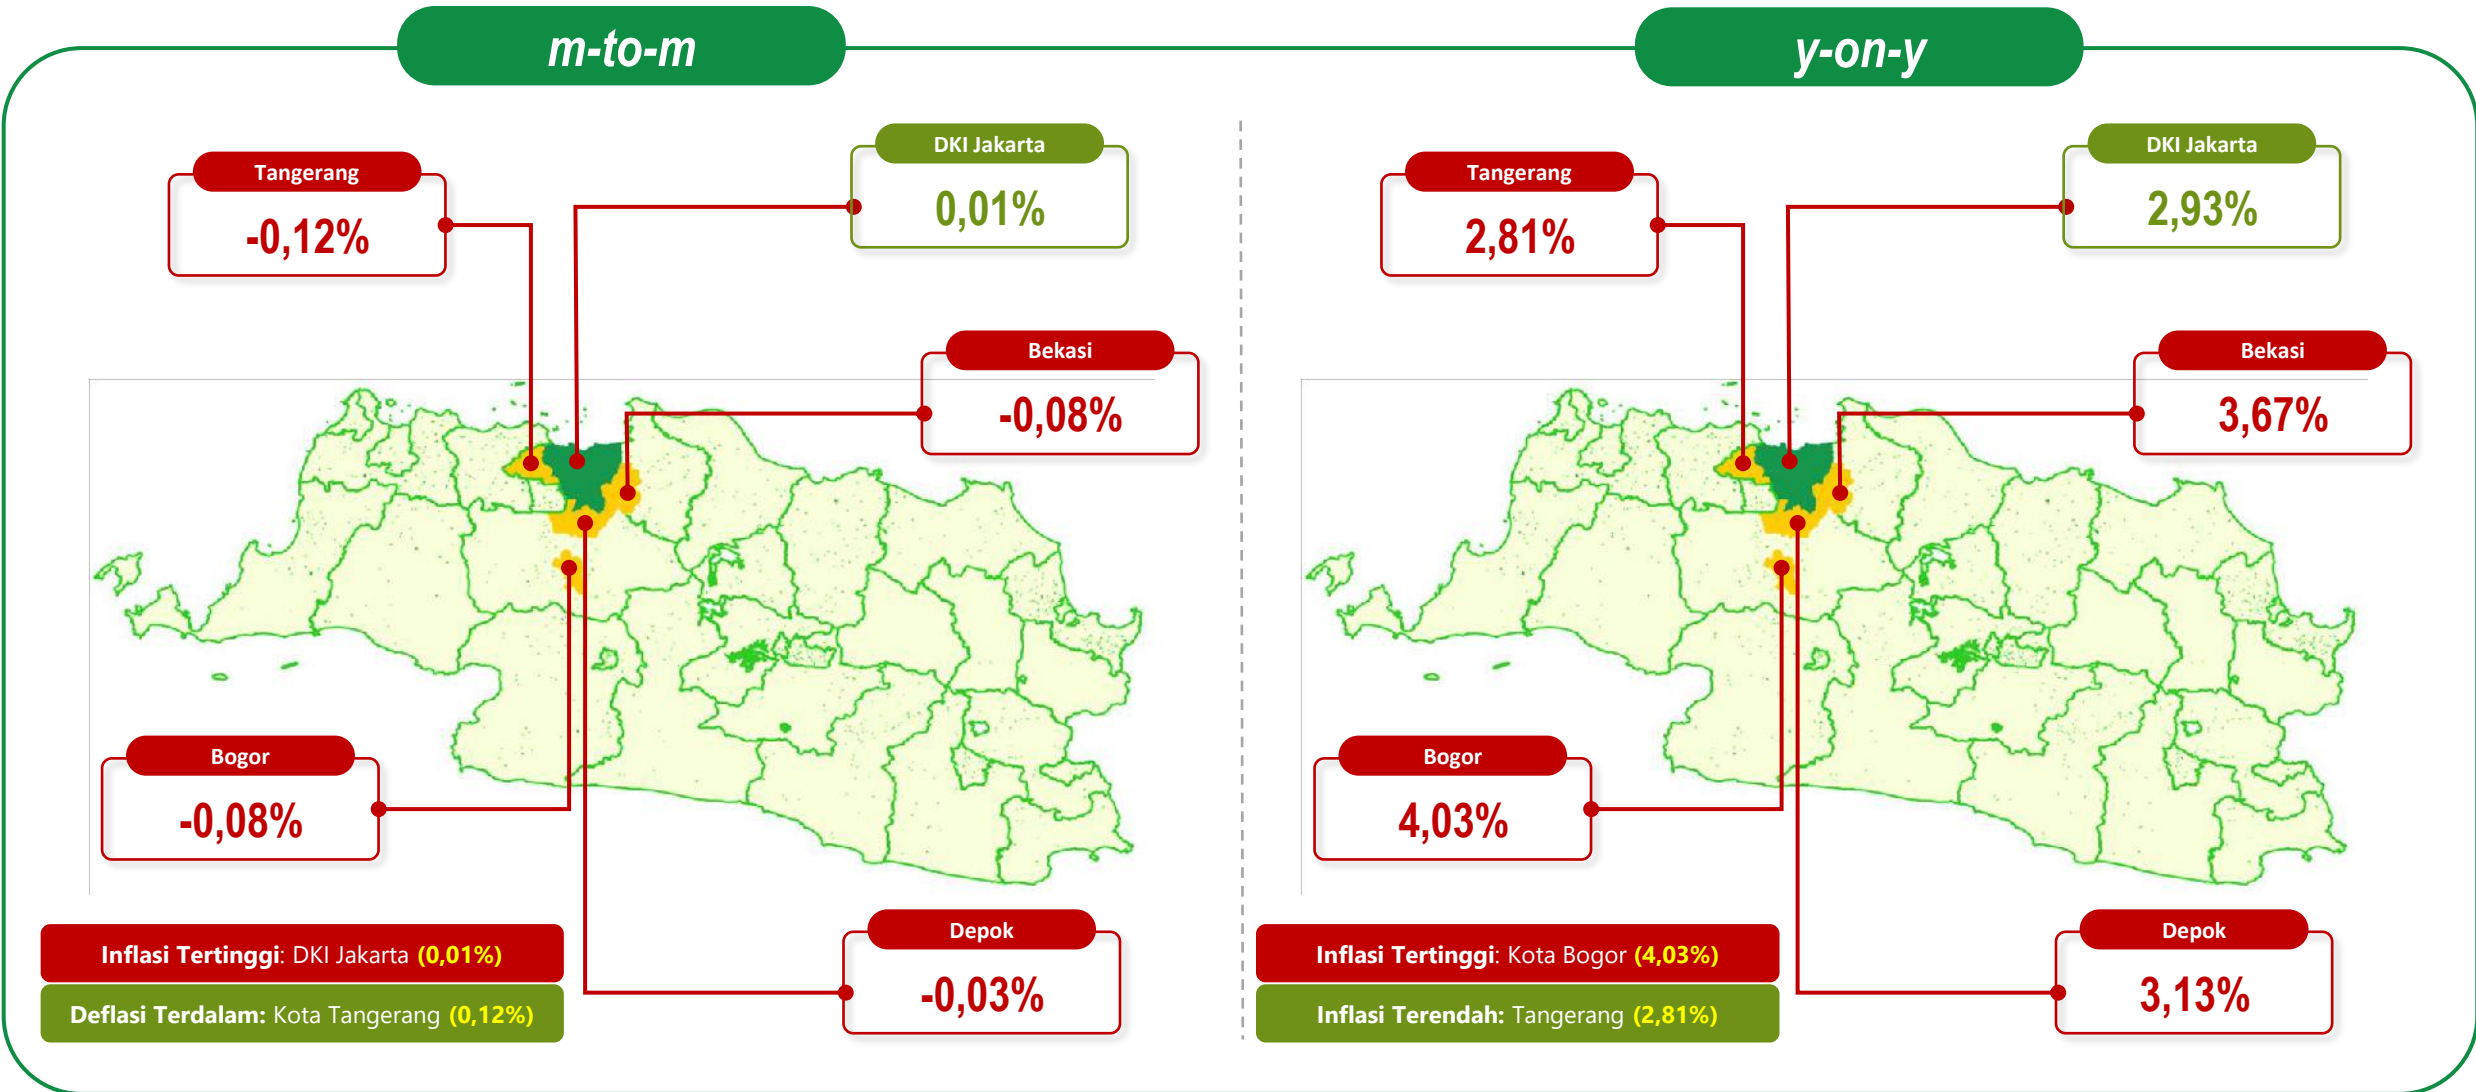 m-to-m
Tangerang
-0,12%
DKI Jakarta
0,01%
Bekasi
-0,08%
Bogor
-0,08%
Depok
-0,03%
Inflasi Tertinggi: DKI Jakarta (0,01%)
Deflasi Terdalam: Kota Tangerang (0,12%)
y-on-y
Tangerang
2,81%
DKI Jakarta
2,93%
Bekasi
3,67%
Bogor
4,03%
Depok
3,13%
Inflasi Tertinggi: Kota Bogor (4,03%)
Inflasi Terendah: Tangerang (2,81%)